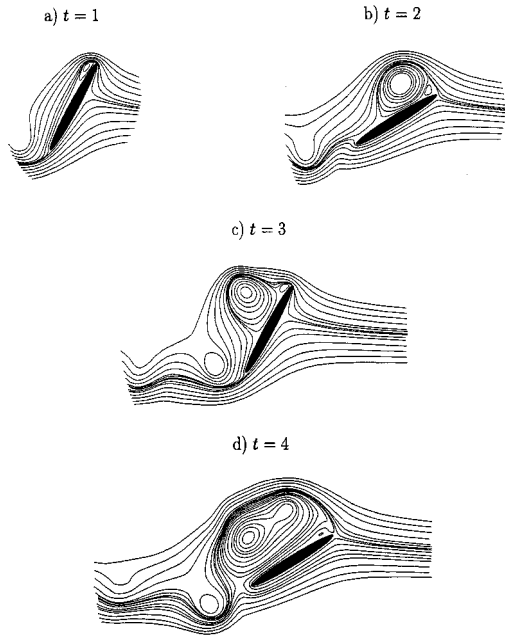 a) t = 1
b) t = 2
c) t = 3
d) t = 4